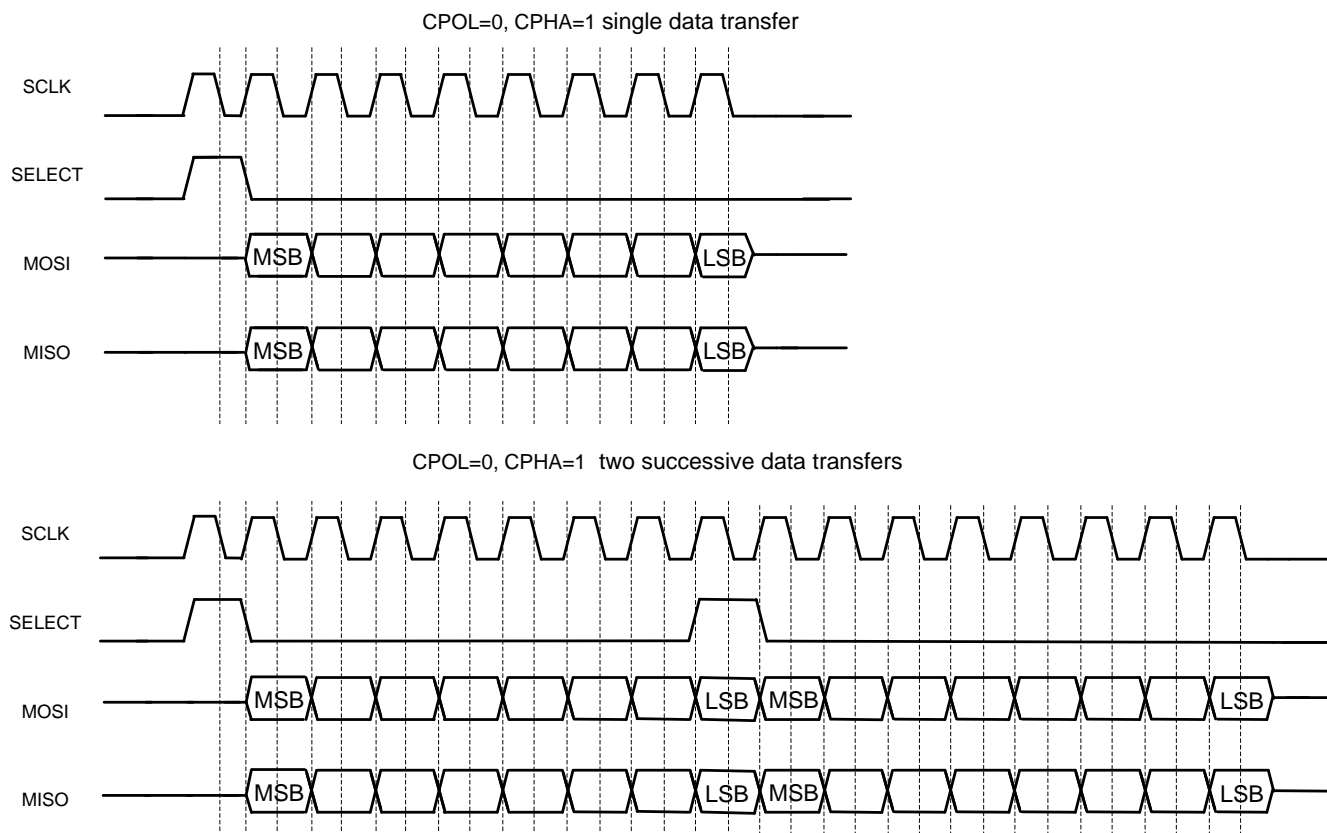 CPOL=0, CPHA=1 single data transfer
SCLK
SELECT
MOSI
MSB
LSB
MISO
MSB
LSB
CPOL=0, CPHA=1 two successive data transfers
SCLK
SELECT
MOSI
MSB
LSB
MSB
LSB
MISO
MSB
LSB
MSB
LSB